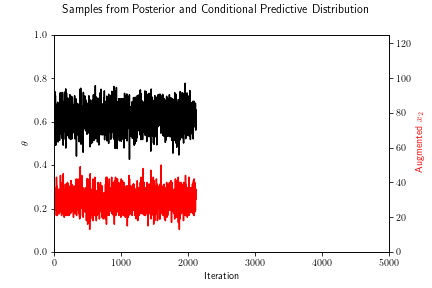 Samples from Posterior and Conditional Predictive Distribution
1.0
0.8
0.6
0.4
0.2
0.0
θ
0 1000 2000 3000 4000 5000
Iteration
120
100
80
60
40
20
0
Augmented x₂